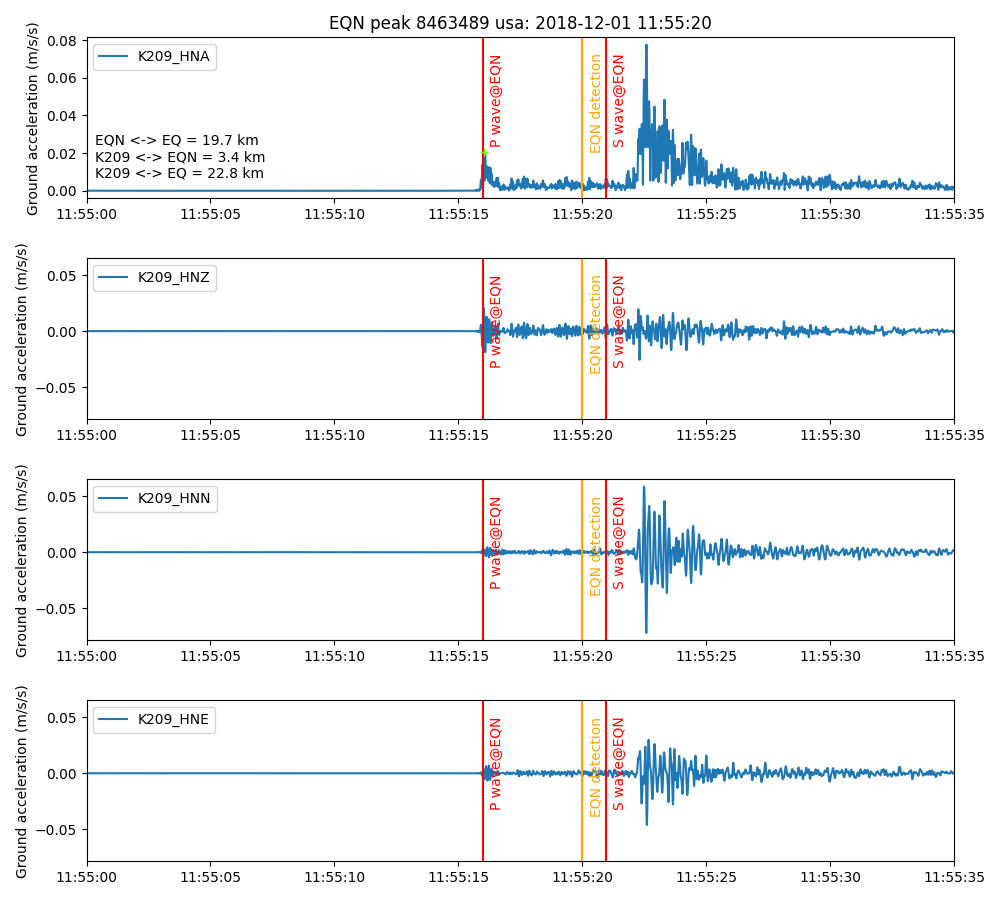 EQN peak 8463489 usa: 2018-12-01 11:55:20
Ground acceleration (m/s/s)
0.08
0.06
0.04
0.02
0.00
K209_HNA
EQN <-> EQ = 19.7 km
K209 <-> EQN = 3.4 km
K209 <-> EQ = 22.8 km
P wave@EQN
EQN detection
S wave@EQN
11:55:00 11:55:05 11:55:10 11:55:15 11:55:20 11:55:25 11:55:30 11:55:35
Ground acceleration (m/s/s)
0.05
0.00
−0.05
K209_HNZ
P wave@EQN
EQN detection
S wave@EQN
11:55:00 11:55:05 11:55:10 11:55:15 11:55:20 11:55:25 11:55:30 11:55:35
Ground acceleration (m/s/s)
0.05
0.00
−0.05
K209_HNN
P wave@EQN
EQN detection
S wave@EQN
11:55:00 11:55:05 11:55:10 11:55:15 11:55:20 11:55:25 11:55:30 11:55:35
Ground acceleration (m/s/s)
0.05
0.00
−0.05
K209_HNE
P wave@EQN
EQN detection
S wave@EQN
11:55:00 11:55:05 11:55:10 11:55:15 11:55:20 11:55:25 11:55:30 11:55:35